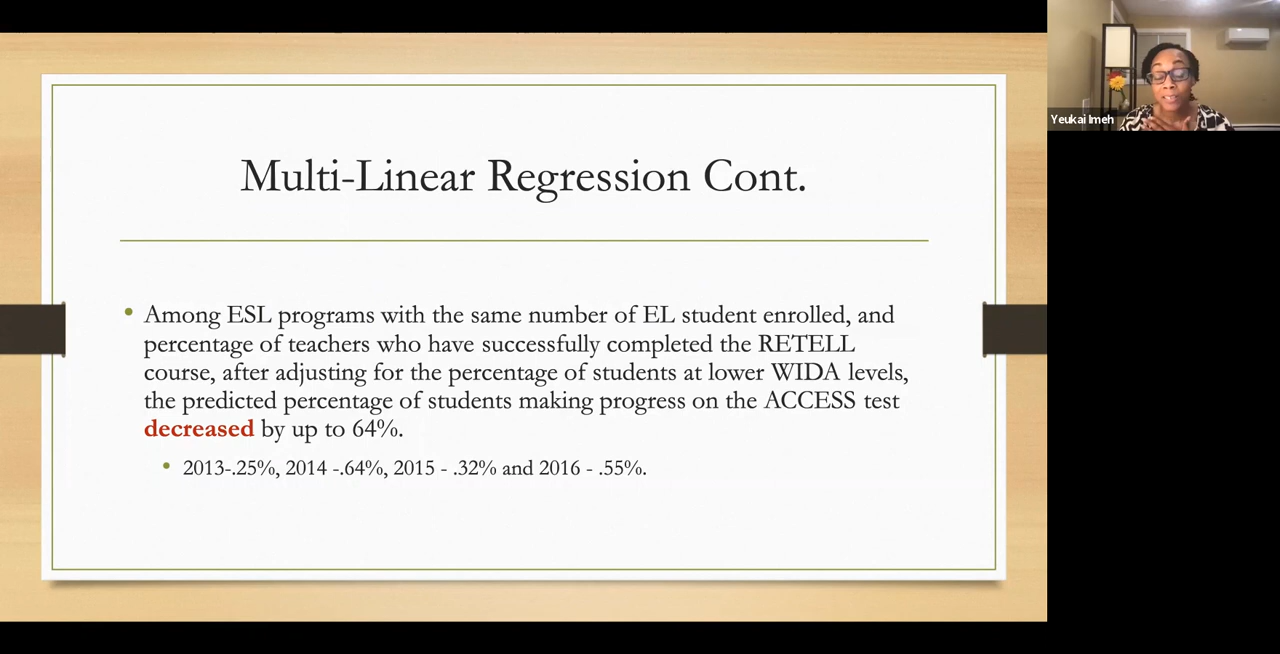 Multi-Linear Regression Cont.
• Among ESL programs with the same number of EL student enrolled, and
percentage of teachers who have successfully completed the RETELL
course, after adjusting for the percentage of students at lower WIDA levels,
the predicted percentage of students making progress on the ACCESS test
decreased by up to 64%.
• 2013-.25%, 2014 -.64%, 2015 - .32% and 2016 - .55%.
Yeukai Imeh